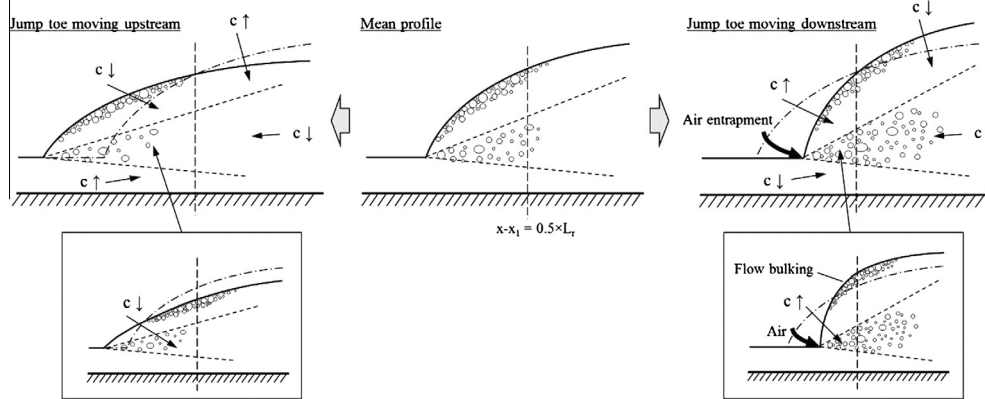 Jump toe moving upstream
Mean profile
Jump toe moving downstream
c ↑
c ↓
c ↓
c ↑
c ↓
c ↑
Air entrapment
c ↓
c
c ↓
x-x₁ = 0.5×Lᵣ
c ↓
Flow bulking
c ↑
Air